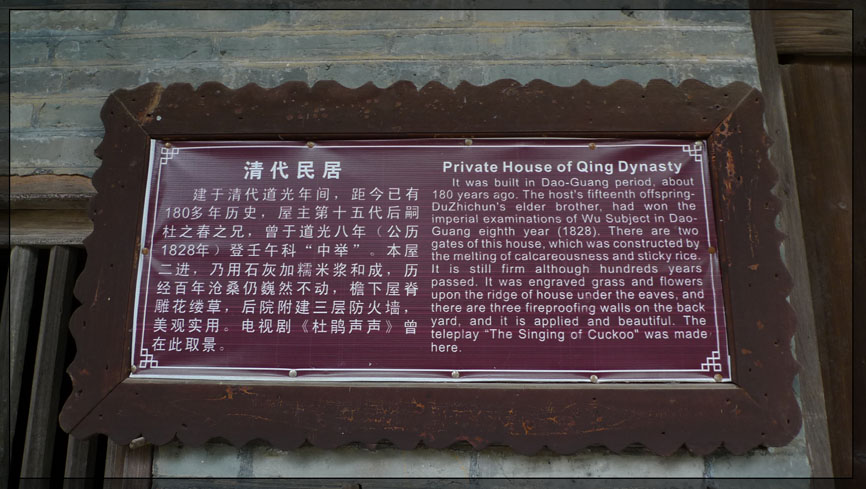 清代民居
建于清代道光年间，距今已有
180多年历史，屋主第十五代后嗣
杜之春之兄，曾于道光八年（公历
1828年）登壬午科“中举”。本屋
二进，乃用石灰加糯米浆和成，历
经百年沧桑仍巍然不动，檐下屋脊
雕花缕草，后院附建三层防火墙，
美观实用。电视剧《杜鹃声声》曾
在此取景。
Private House of Qing Dynasty
It was built in Dao-Guang period, about
180 years ago. The host's fifteenth offspring-
DuZhichun's elder brother, had won the
imperial examinations of Wu Subject in Dao-
Guang eighth year (1828). There are two
gates of this house, which was constructed by
the melting of calcareousness and sticky rice.
It is still firm although hundreds years
passed. It was engraved grass and flowers
upon the ridge of house under the eaves, and
there are three fireproofing walls on the back
yard, and it is applied and beautiful. The
teleplay “The Singing of Cuckoo” was made
here.